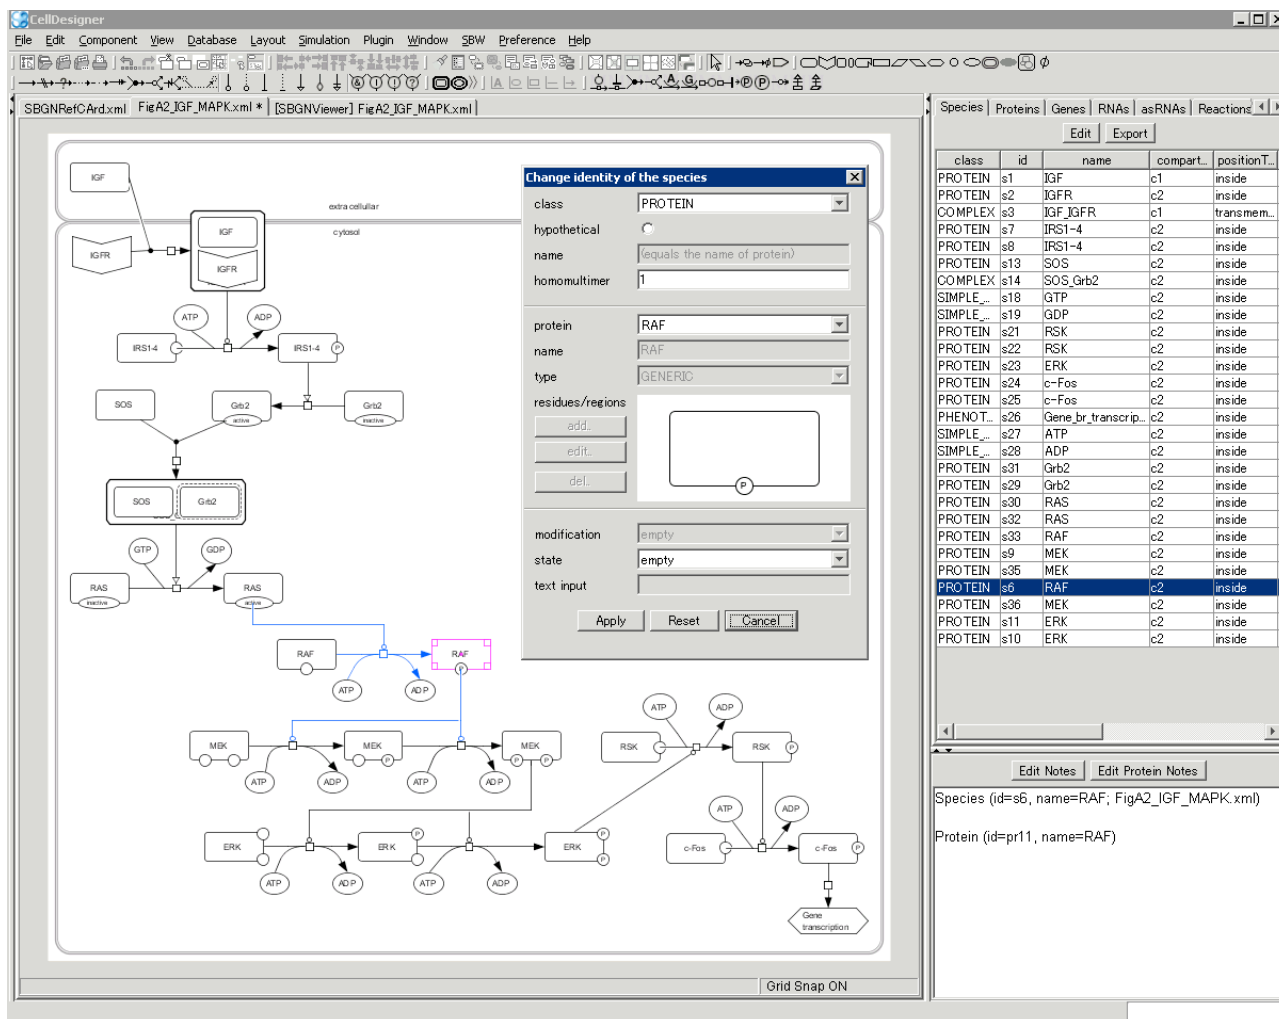 CellDesigner
File Edit Component View Database Layout Simulation Plugin Window SBW Preference Help
SBGNRefCArd.xml FigA2_IGF_MAPK.xml * [SBGNViewer] FigA2_IGF_MAPK.xml
IGF
extra cellullar
cytosol
IGF
IGFR
IGFR
ATP
ADP
IRS1-4
IRS1-4
P
SOS
Grb2
active
Grb2
inactive
SOS
Grb2
GTP
GDP
RAS
inactive
RAS
active
RAF
RAF
P
ATP
ADP
MEK
MEK
P
MEK
P
P
ATP
ADP
ATP
ADP
ERK
ERK
P
ERK
P
P
ATP
ADP
ATP
ADP
ATP
ADP
RSK
RSK
P
ATP
ADP
c-Fos
c-Fos
P
Gene
transcription
Change identity of the species
class PROTEIN
hypothetical
name (equals the name of protein)
homomultimer 1
protein RAF
name RAF
type GENERIC
residues/regions
add..
edit..
del..
P
modification empty
state empty
text input
Apply Reset Cancel
Grid Snap ON
Species Proteins Genes RNAs asRNAs Reactions
Edit Export
class id name compart... positionT...
PROTEIN s1 IGF c1 inside
PROTEIN s2 IGFR c2 inside
COMPLEX s3 IGF_IGFR c1 transmem...
PROTEIN s7 IRS1-4 c2 inside
PROTEIN s8 IRS1-4 c2 inside
PROTEIN s13 SOS c2 inside
COMPLEX s14 SOS_Grb2 c2 inside
SIMPLE_... s18 GTP c2 inside
SIMPLE_... s19 GDP c2 inside
PROTEIN s21 RSK c2 inside
PROTEIN s22 RSK c2 inside
PROTEIN s23 ERK c2 inside
PROTEIN s24 c-Fos c2 inside
PROTEIN s25 c-Fos c2 inside
PHENOT... s26 Gene_br_transcrip... c2 inside
SIMPLE_... s27 ATP c2 inside
SIMPLE_... s28 ADP c2 inside
PROTEIN s31 Grb2 c2 inside
PROTEIN s29 Grb2 c2 inside
PROTEIN s30 RAS c2 inside
PROTEIN s32 RAS c2 inside
PROTEIN s33 RAF c2 inside
PROTEIN s9 MEK c2 inside
PROTEIN s35 MEK c2 inside
PROTEIN s6 RAF c2 inside
PROTEIN s36 MEK c2 inside
PROTEIN s11 ERK c2 inside
PROTEIN s10 ERK c2 inside
Edit Notes Edit Protein Notes
Species (id=s6, name=RAF; FigA2_IGF_MAPK.xml)
Protein (id=pr11, name=RAF)